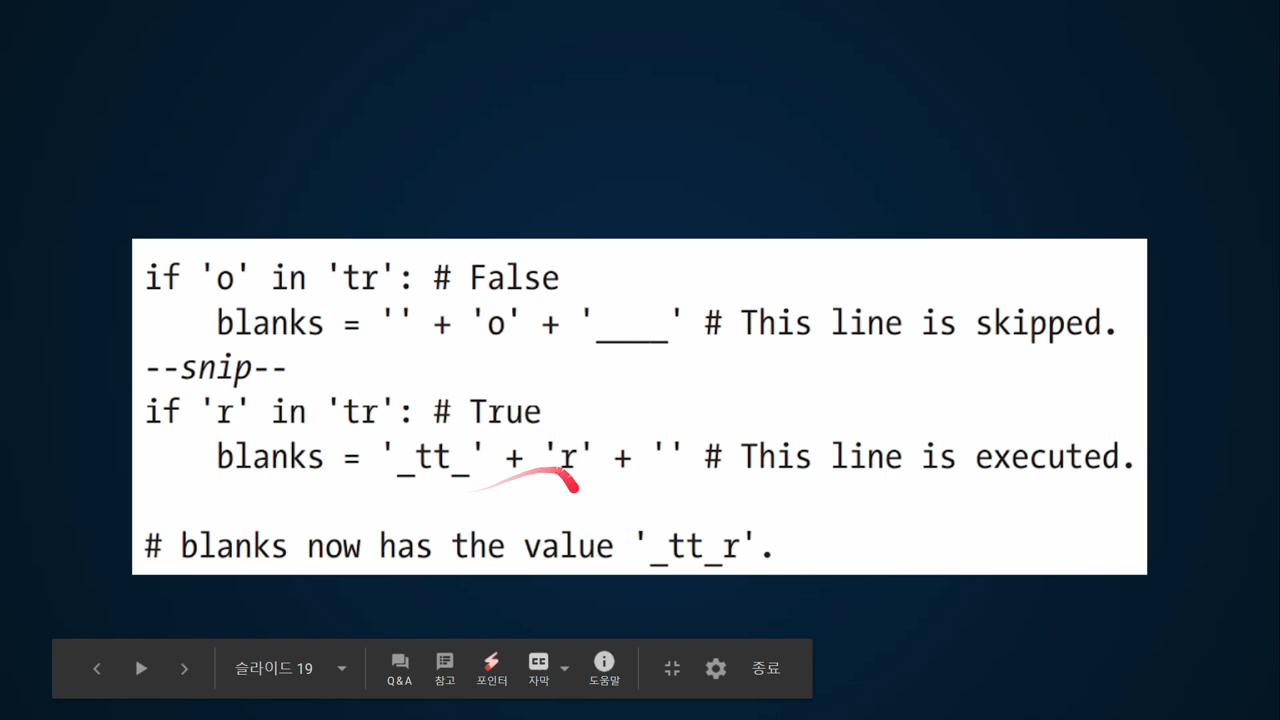 if 'o' in 'tr': # False
    blanks = '' + 'o' + '____' # This line is skipped.
--snip--
if 'r' in 'tr': # True
    blanks = '_tt_' + 'r' + '' # This line is executed.
# blanks now has the value '_tt_r'.
슬라이드 19
Q&A
참고
포인터
CC
자막
도움말
종료